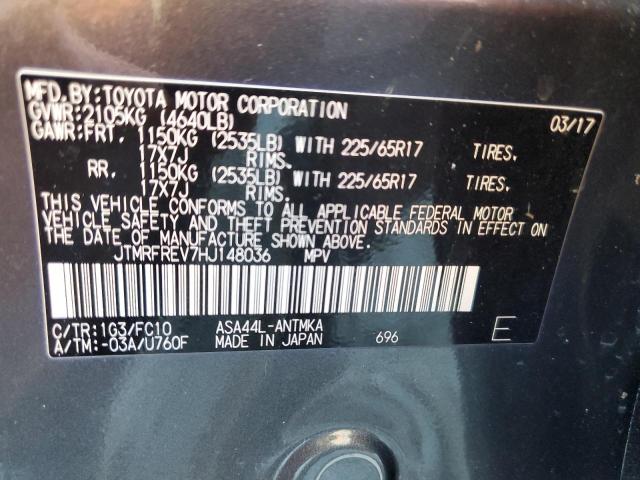 MFD.BY:TOYOTA MOTOR CORPORATION 03/17
GVWR:2105KG (4640LB)
GAWR:FRT. 1150KG (2535LB) WITH 225/65R17 TIRES.
17X7J RIMS.
RR. 1150KG (2535LB) WITH 225/65R17 TIRES.
17X7J RIMS.
THIS VEHICLE CONFORMS TO ALL APPLICABLE FEDERAL MOTOR
VEHICLE SAFETY AND THEFT PREVENTION STANDARDS IN EFFECT ON
THE DATE OF MANUFACTURE SHOWN ABOVE.
JTMRFREV7HJ148036 MPV
C/TR:1G3/FC10 ASA44L-ANTMKA
A/TM:-03A/U760F MADE IN JAPAN 696 E